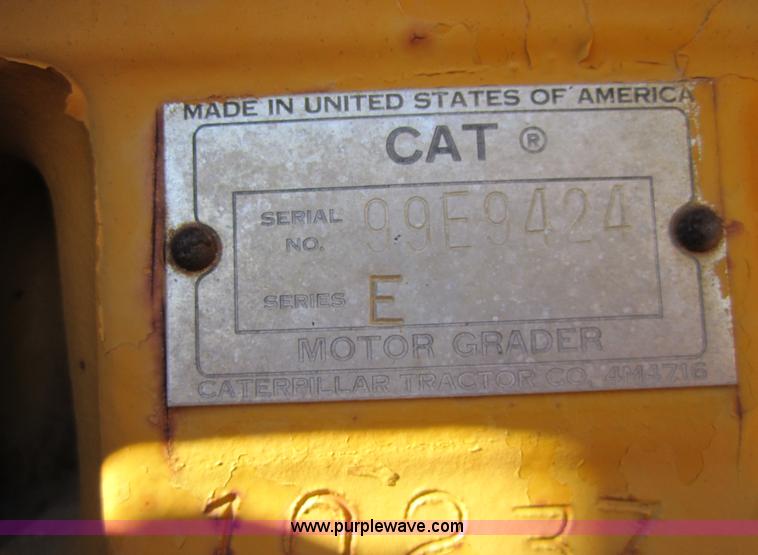 MADE IN UNITED STATES OF AMERICA
CAT ®
SERIAL NO. 99E9424
SERIES E
MOTOR GRADER
CATERPILLAR TRACTOR CO. 4M4716
10237
www.purplewave.com